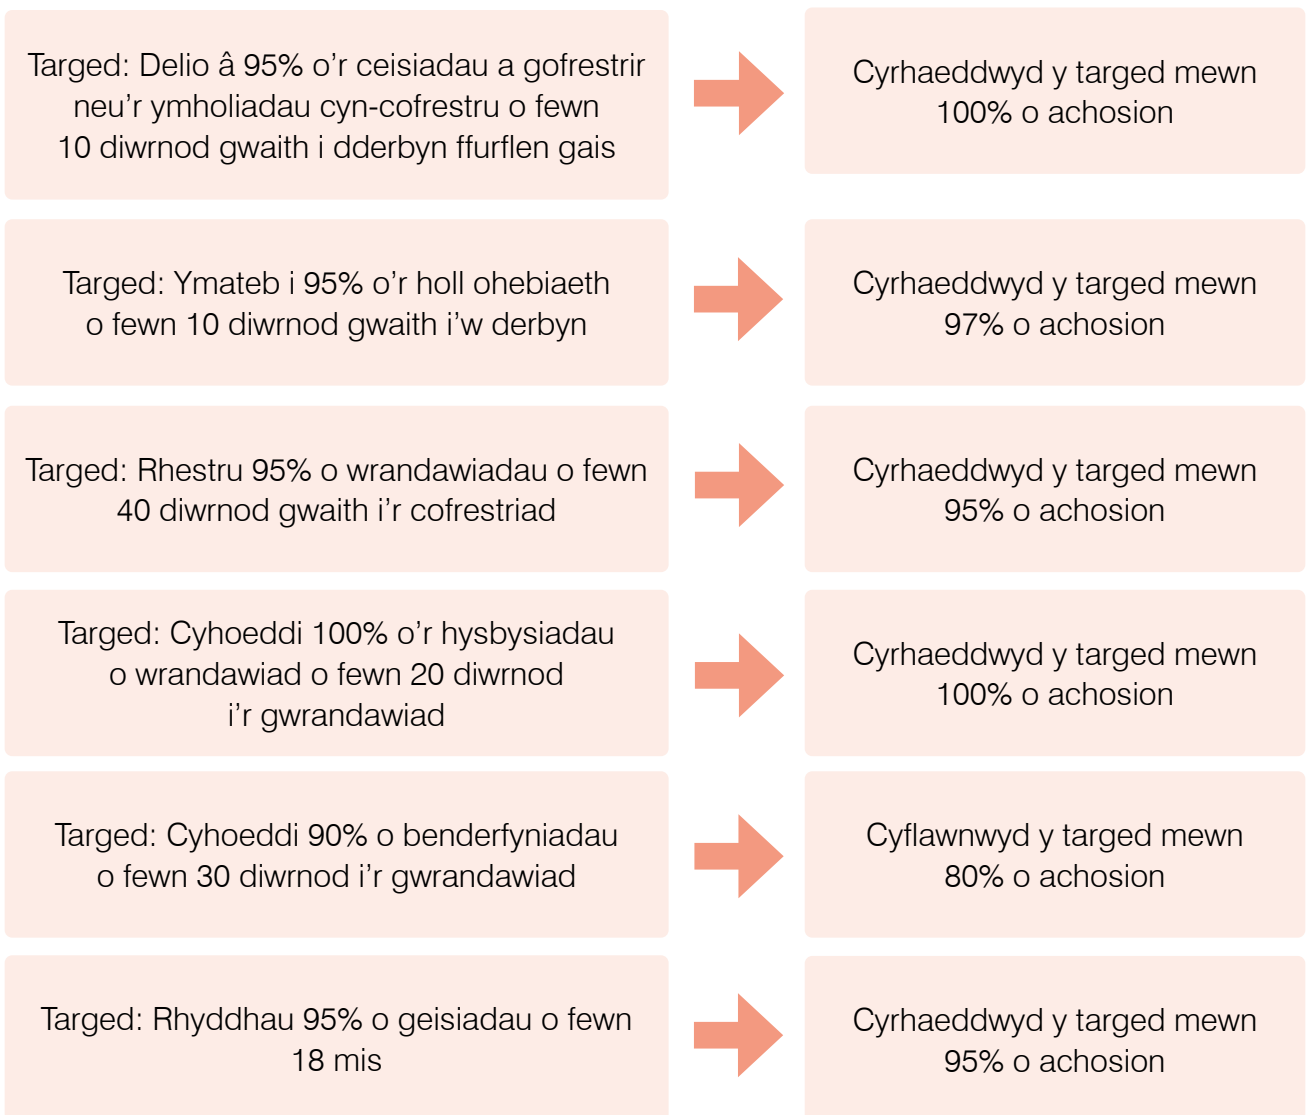 Targed: Delio â 95% o'r ceisiadau a gofrestrir
neu'r ymholiadau cyn-cofrestru o fewn
10 diwrnod gwaith i dderbyn ffurflen gais
Cyrhaeddwyd y targed mewn
100% o achosion
Targed: Ymateb i 95% o'r holl ohebiaeth
o fewn 10 diwrnod gwaith i'w derbyn
Cyrhaeddwyd y targed mewn
97% o achosion
Targed: Rhestru 95% o wrandawiadau o fewn
40 diwrnod gwaith i'r cofrestriad
Cyrhaeddwyd y targed mewn
95% o achosion
Targed: Cyhoeddi 100% o'r hysbysiadau
o wrandawiad o fewn 20 diwrnod
i'r gwrandawiad
Cyrhaeddwyd y targed mewn
100% o achosion
Targed: Cyhoeddi 90% o benderfyniadau
o fewn 30 diwrnod i'r gwrandawiad
Cyflawnwyd y targed mewn
80% o achosion
Targed: Rhyddhau 95% o geisiadau o fewn
18 mis
Cyrhaeddwyd y targed mewn
95% o achosion